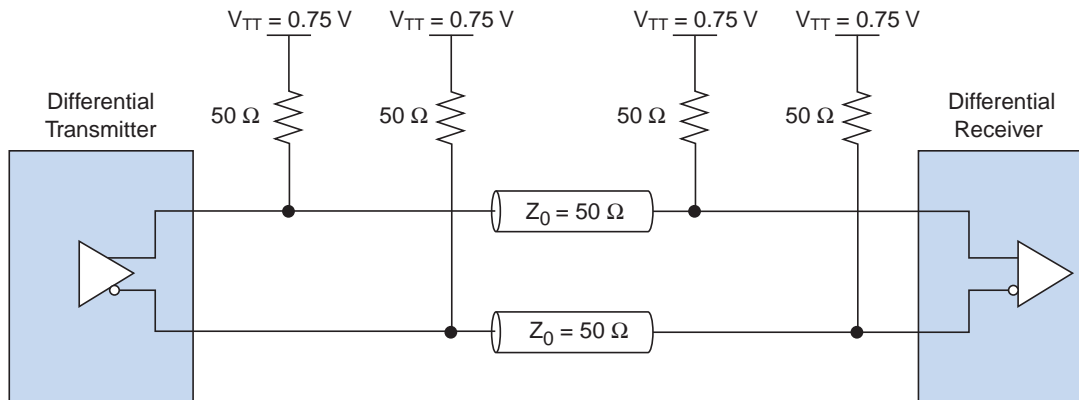 V_TT = 0.75 V
V_TT = 0.75 V
V_TT = 0.75 V
V_TT = 0.75 V
Differential
Transmitter
50 Ω
50 Ω
50 Ω
50 Ω
Differential
Receiver
Z_0 = 50 Ω
Z_0 = 50 Ω